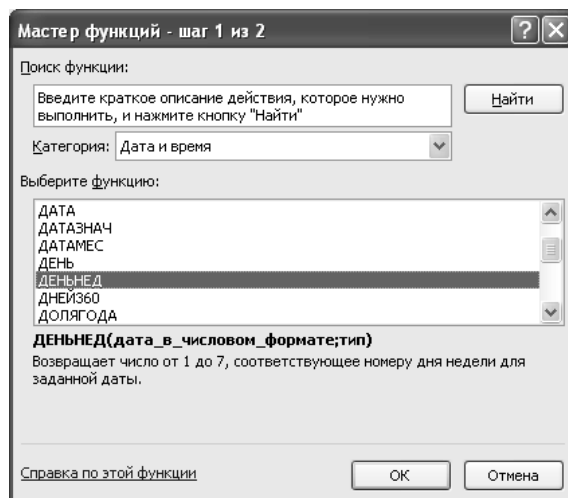 Мастер функций - шаг 1 из 2
Поиск функции:
Введите краткое описание действия, которое нужно
выполнить, и нажмите кнопку "Найти"
Найти
Категория: Дата и время
Выберите функцию:
ДАТА
ДАТАЗНАЧ
ДАТАМЕС
ДЕНЬ
ДЕНЬНЕД
ДНЕЙ360
ДОЛЯГОДА
ДЕНЬНЕД(дата_в_числовом_формате;тип)
Возвращает число от 1 до 7, соответствующее номеру дня недели для
заданной даты.
Справка по этой функции
ОК
Отмена